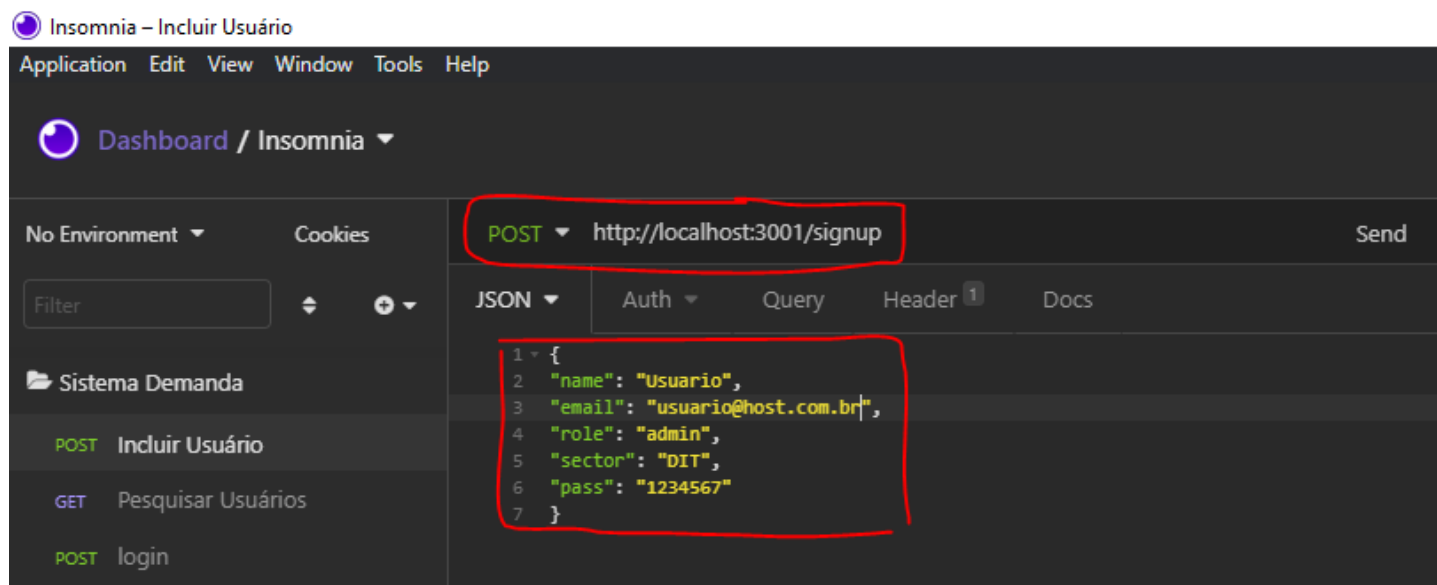 Insomnia – Incluir Usuário
Application Edit View Window Tools Help
Dashboard / Insomnia
No Environment Cookies
POST http://localhost:3001/signup Send
Filter
JSON Auth Query Header 1 Docs
Sistema Demanda
POST Incluir Usuário
GET Pesquisar Usuários
POST login
1 {
2 "name": "Usuario",
3 "email": "usuario@host.com.br",
4 "role": "admin",
5 "sector": "DIT",
6 "pass": "1234567"
7 }